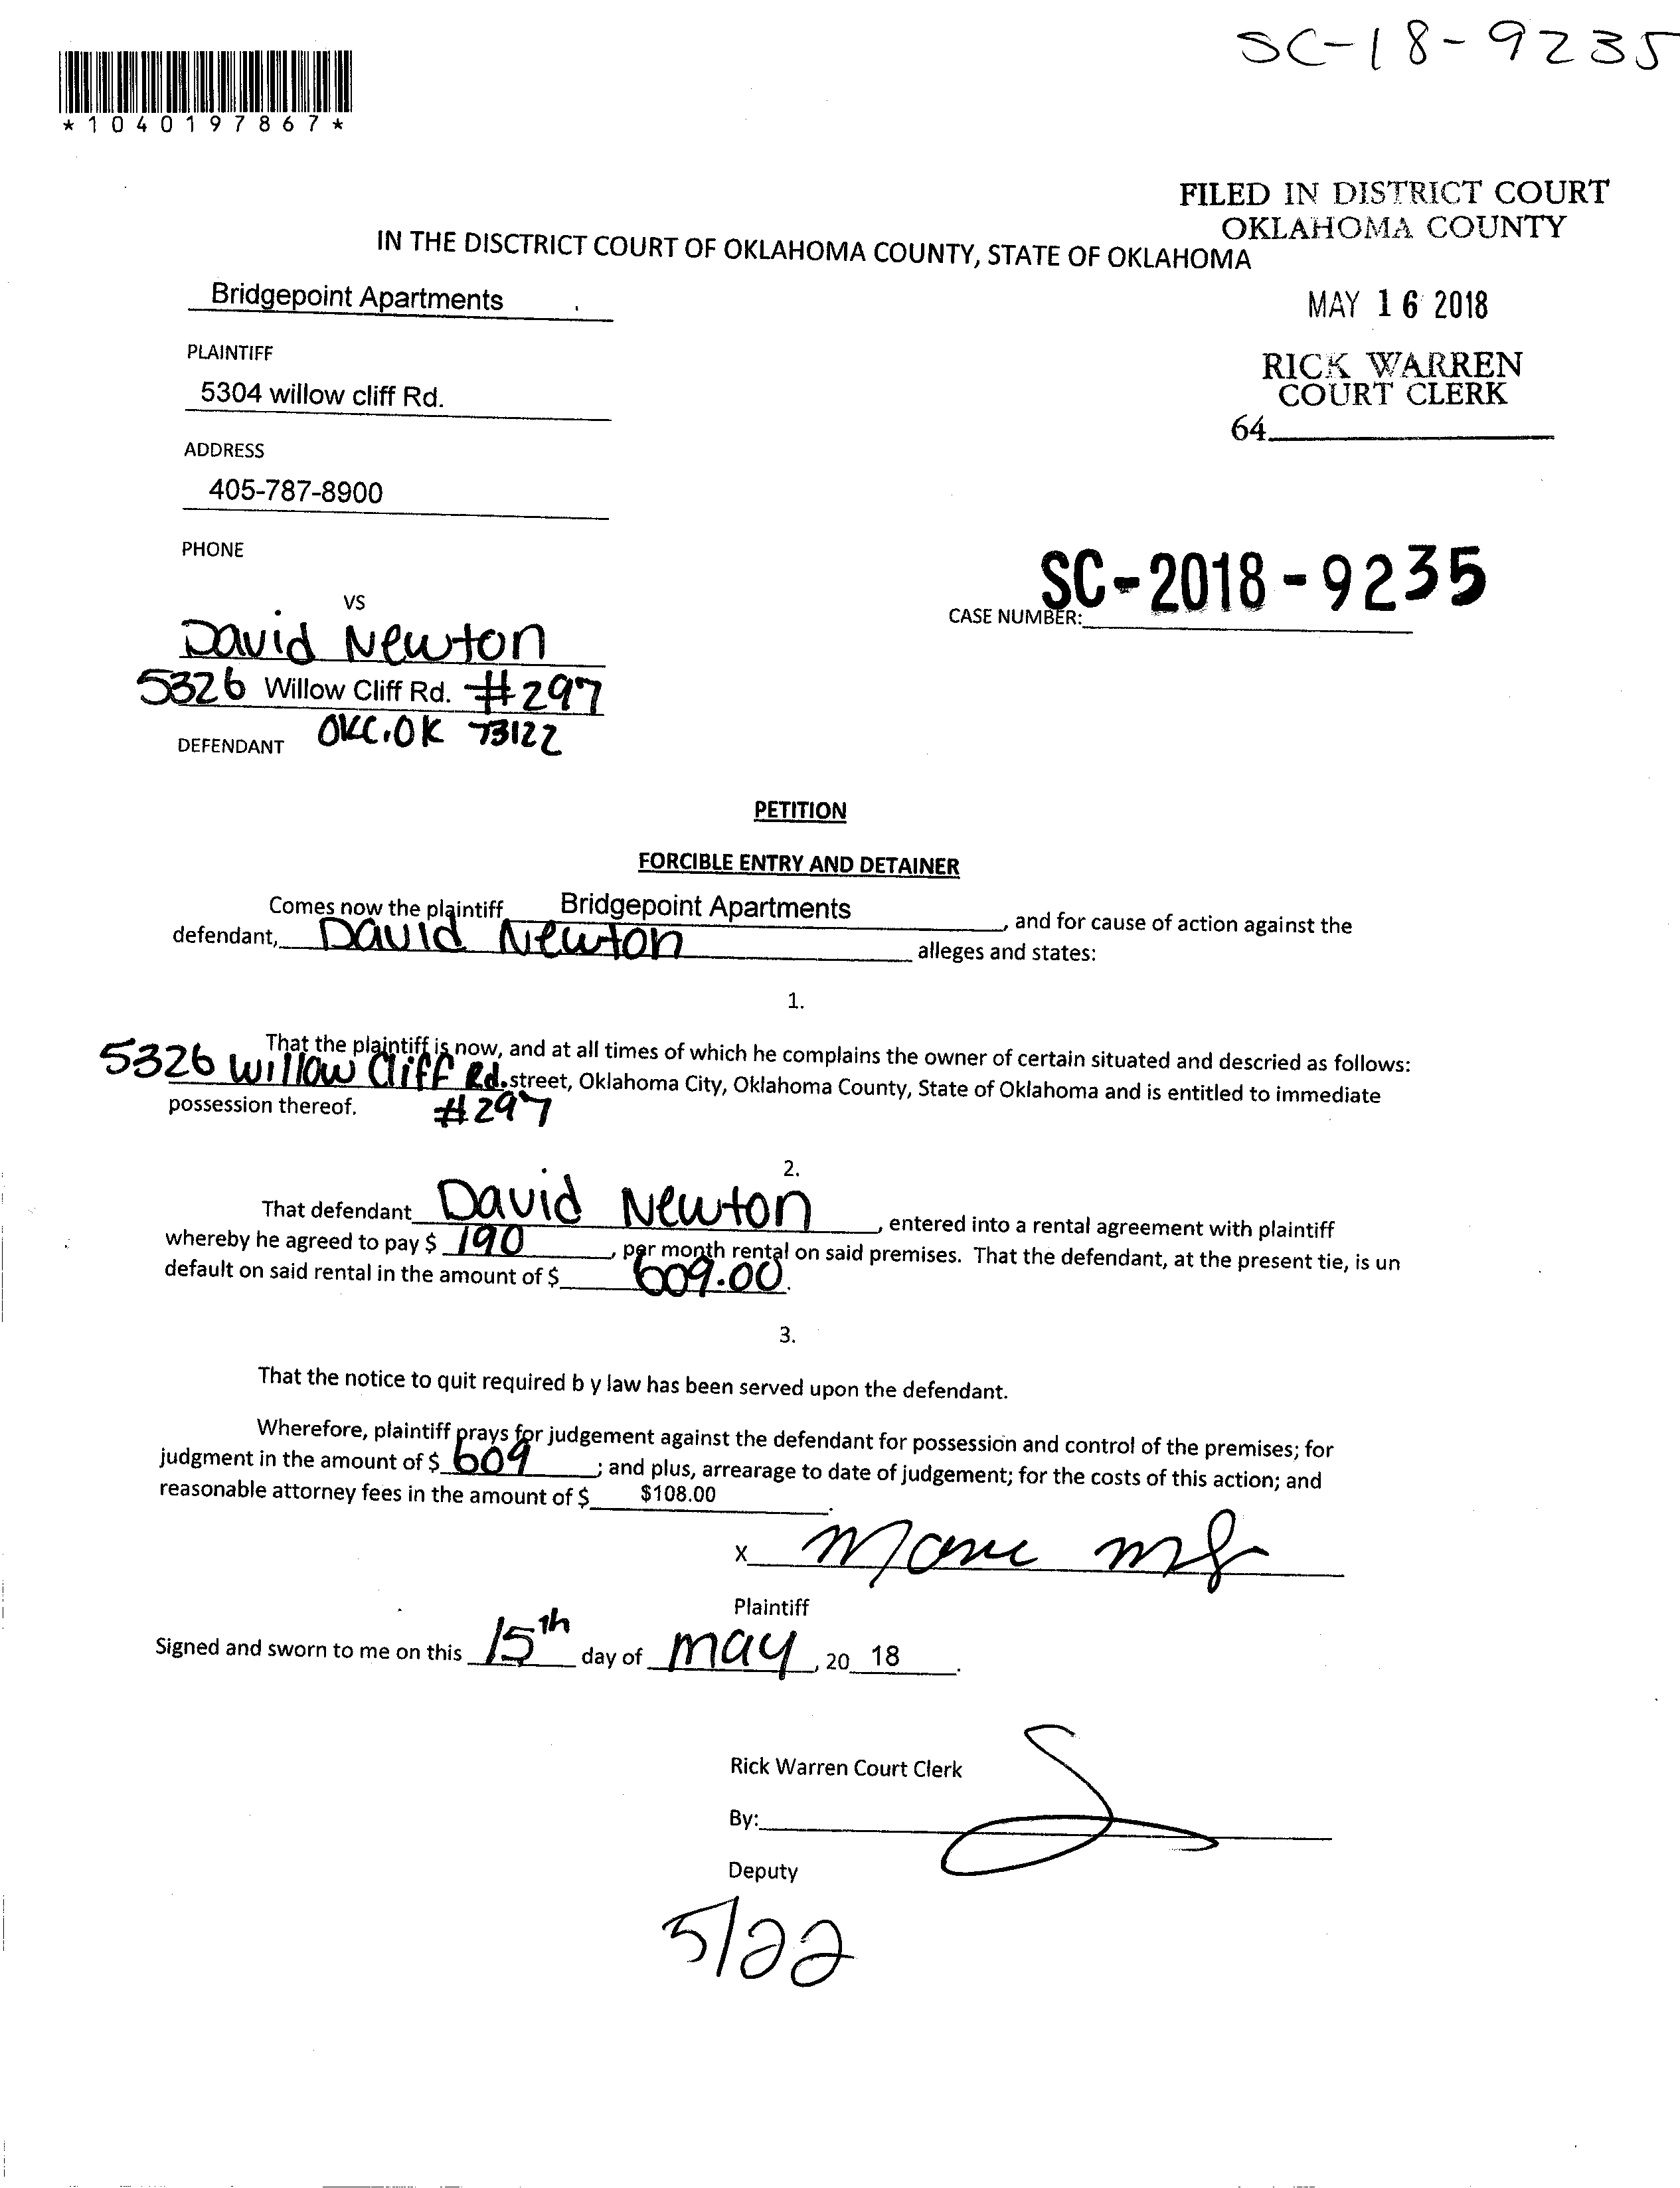 SC-18-9235
*1040197867*
FILED IN DISTRICT COURT
OKLAHOMA COUNTY
IN THE DISCTRICT COURT OF OKLAHOMA COUNTY, STATE OF OKLAHOMA
Bridgepoint Apartments
MAY 16 2018
PLAINTIFF
RICK WARREN
COURT CLERK
5304 willow cliff Rd.
64
ADDRESS
405-787-8900
PHONE
SC-2018-9235
CASE NUMBER:
VS
David Newton
5326 Willow Cliff Rd. #297
OKC, OK 73122
DEFENDANT
PETITION
FORCIBLE ENTRY AND DETAINER
Comes now the plaintiff Bridgepoint Apartments, and for cause of action against the
defendant, David Newton alleges and states:
1.
That the plaintiff is now, and at all times of which he complains the owner of certain situated and descried as follows:
5326 Willow Cliff Rd. street, Oklahoma City, Oklahoma County, State of Oklahoma and is entitled to immediate
possession thereof. #297
2.
That defendant David Newton, entered into a rental agreement with plaintiff
whereby he agreed to pay $ 190, per month rental on said premises. That the defendant, at the present tie, is un
default on said rental in the amount of $ 609.00.
3.
That the notice to quit required b y law has been served upon the defendant.
Wherefore, plaintiff prays for judgement against the defendant for possession and control of the premises; for
judgment in the amount of $ 609; and plus, arrearage to date of judgement; for the costs of this action; and
reasonable attorney fees in the amount of $ $108.00.
X
Plaintiff
Signed and sworn to me on this 15th day of may, 20 18.
Rick Warren Court Clerk
By:
Deputy
5/22